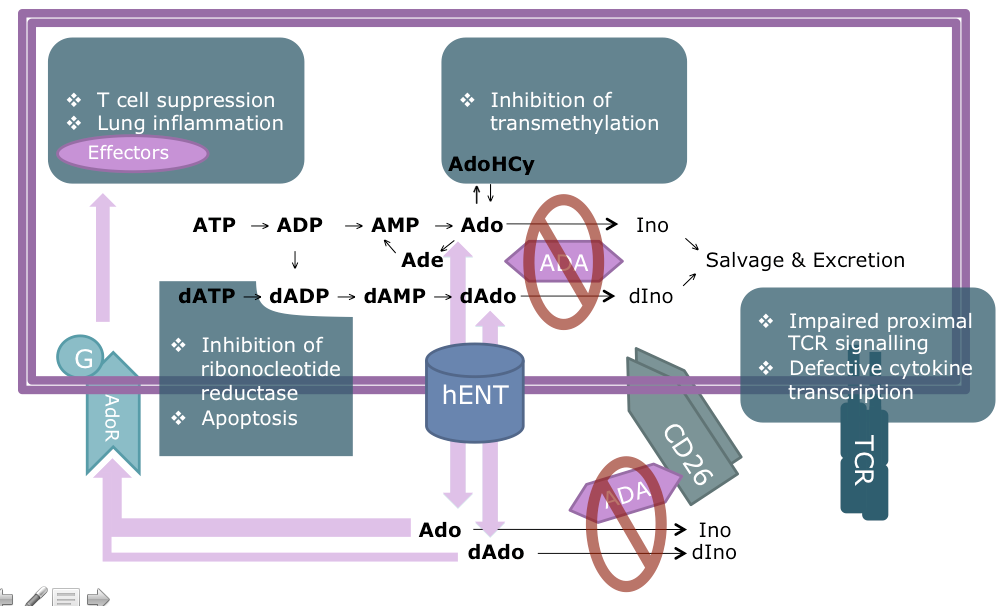 ❖ T cell suppression
❖ Lung inflammation
Effectors
❖ Inhibition of
transmethylation
AdoHCy
ATP ADP AMP Ado Ino
Ade ADA Salvage & Excretion
dATP dADP dAMP dAdo dIno
❖ Impaired proximal
TCR signalling
❖ Defective cytokine
transcription
❖ Inhibition of
ribonocleotide
reductase
❖ Apoptosis
G
AdoR
hENT
CD26
TCR
ADA
Ado Ino
dAdo dIno